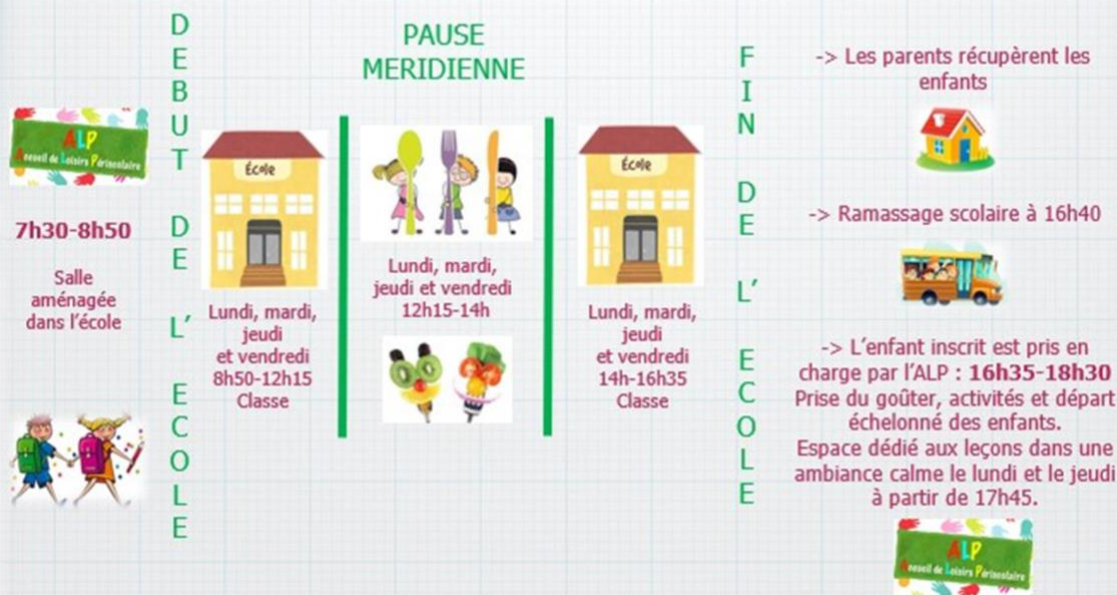 DEBUT DE L' ECOLE
ALP
Accueil de Loisirs Périscolaire
7h30-8h50
Salle
aménagée
dans l'école
École
Lundi, mardi,
jeudi
et vendredi
8h50-12h15
Classe
PAUSE
MERIDIENNE
Lundi, mardi,
jeudi et vendredi
12h15-14h
École
Lundi, mardi,
jeudi
et vendredi
14h-16h35
Classe
FIN DE L' ECOLE
-> Les parents récupèrent les
enfants
-> Ramassage scolaire à 16h40
-> L'enfant inscrit est pris en
charge par l'ALP : 16h35-18h30
Prise du goûter, activités et départ
échelonné des enfants.
Espace dédié aux leçons dans une
ambiance calme le lundi et le jeudi
à partir de 17h45.
ALP
Accueil de Loisirs Périscolaire